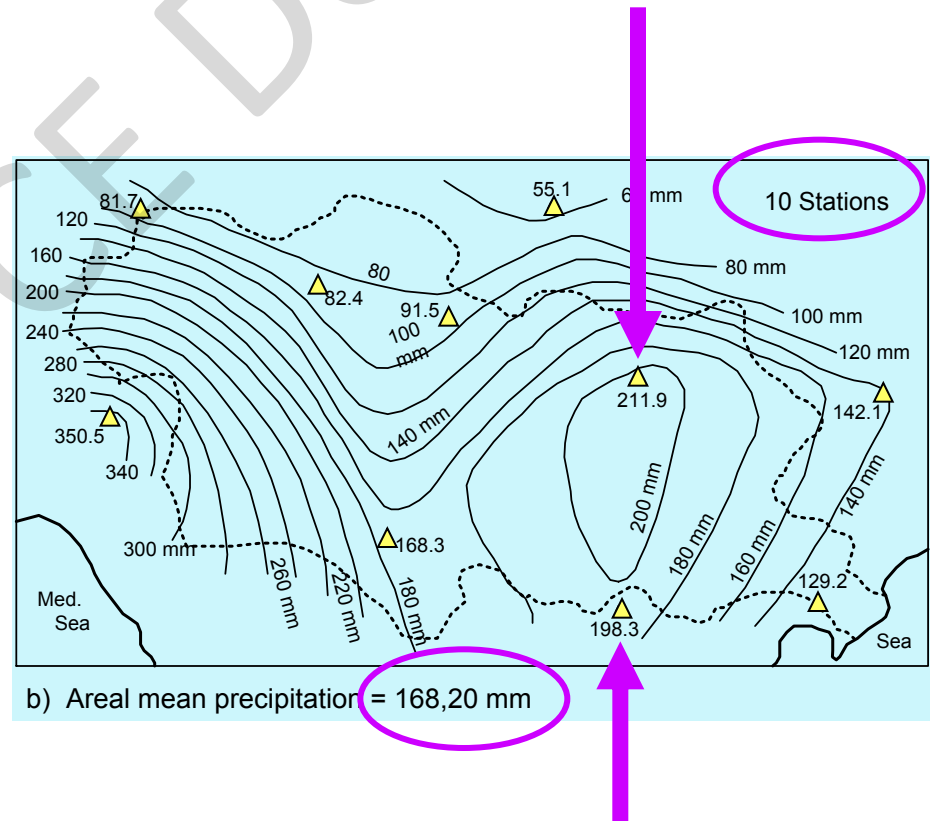 CE D
55.1
81.7
6 mm
10 Stations
120
160
80
80 mm
200
82.4
91.5
100
mm
100 mm
240
120 mm
280
320
211.9
142.1
350.5
140 mm
340
200 mm
140 mm
168.3
180 mm
160 mm
300 mm
260 mm
220 mm
180 mm
129.2
Med.
Sea
198.3
Sea
b) Areal mean precipitation = 168,20 mm